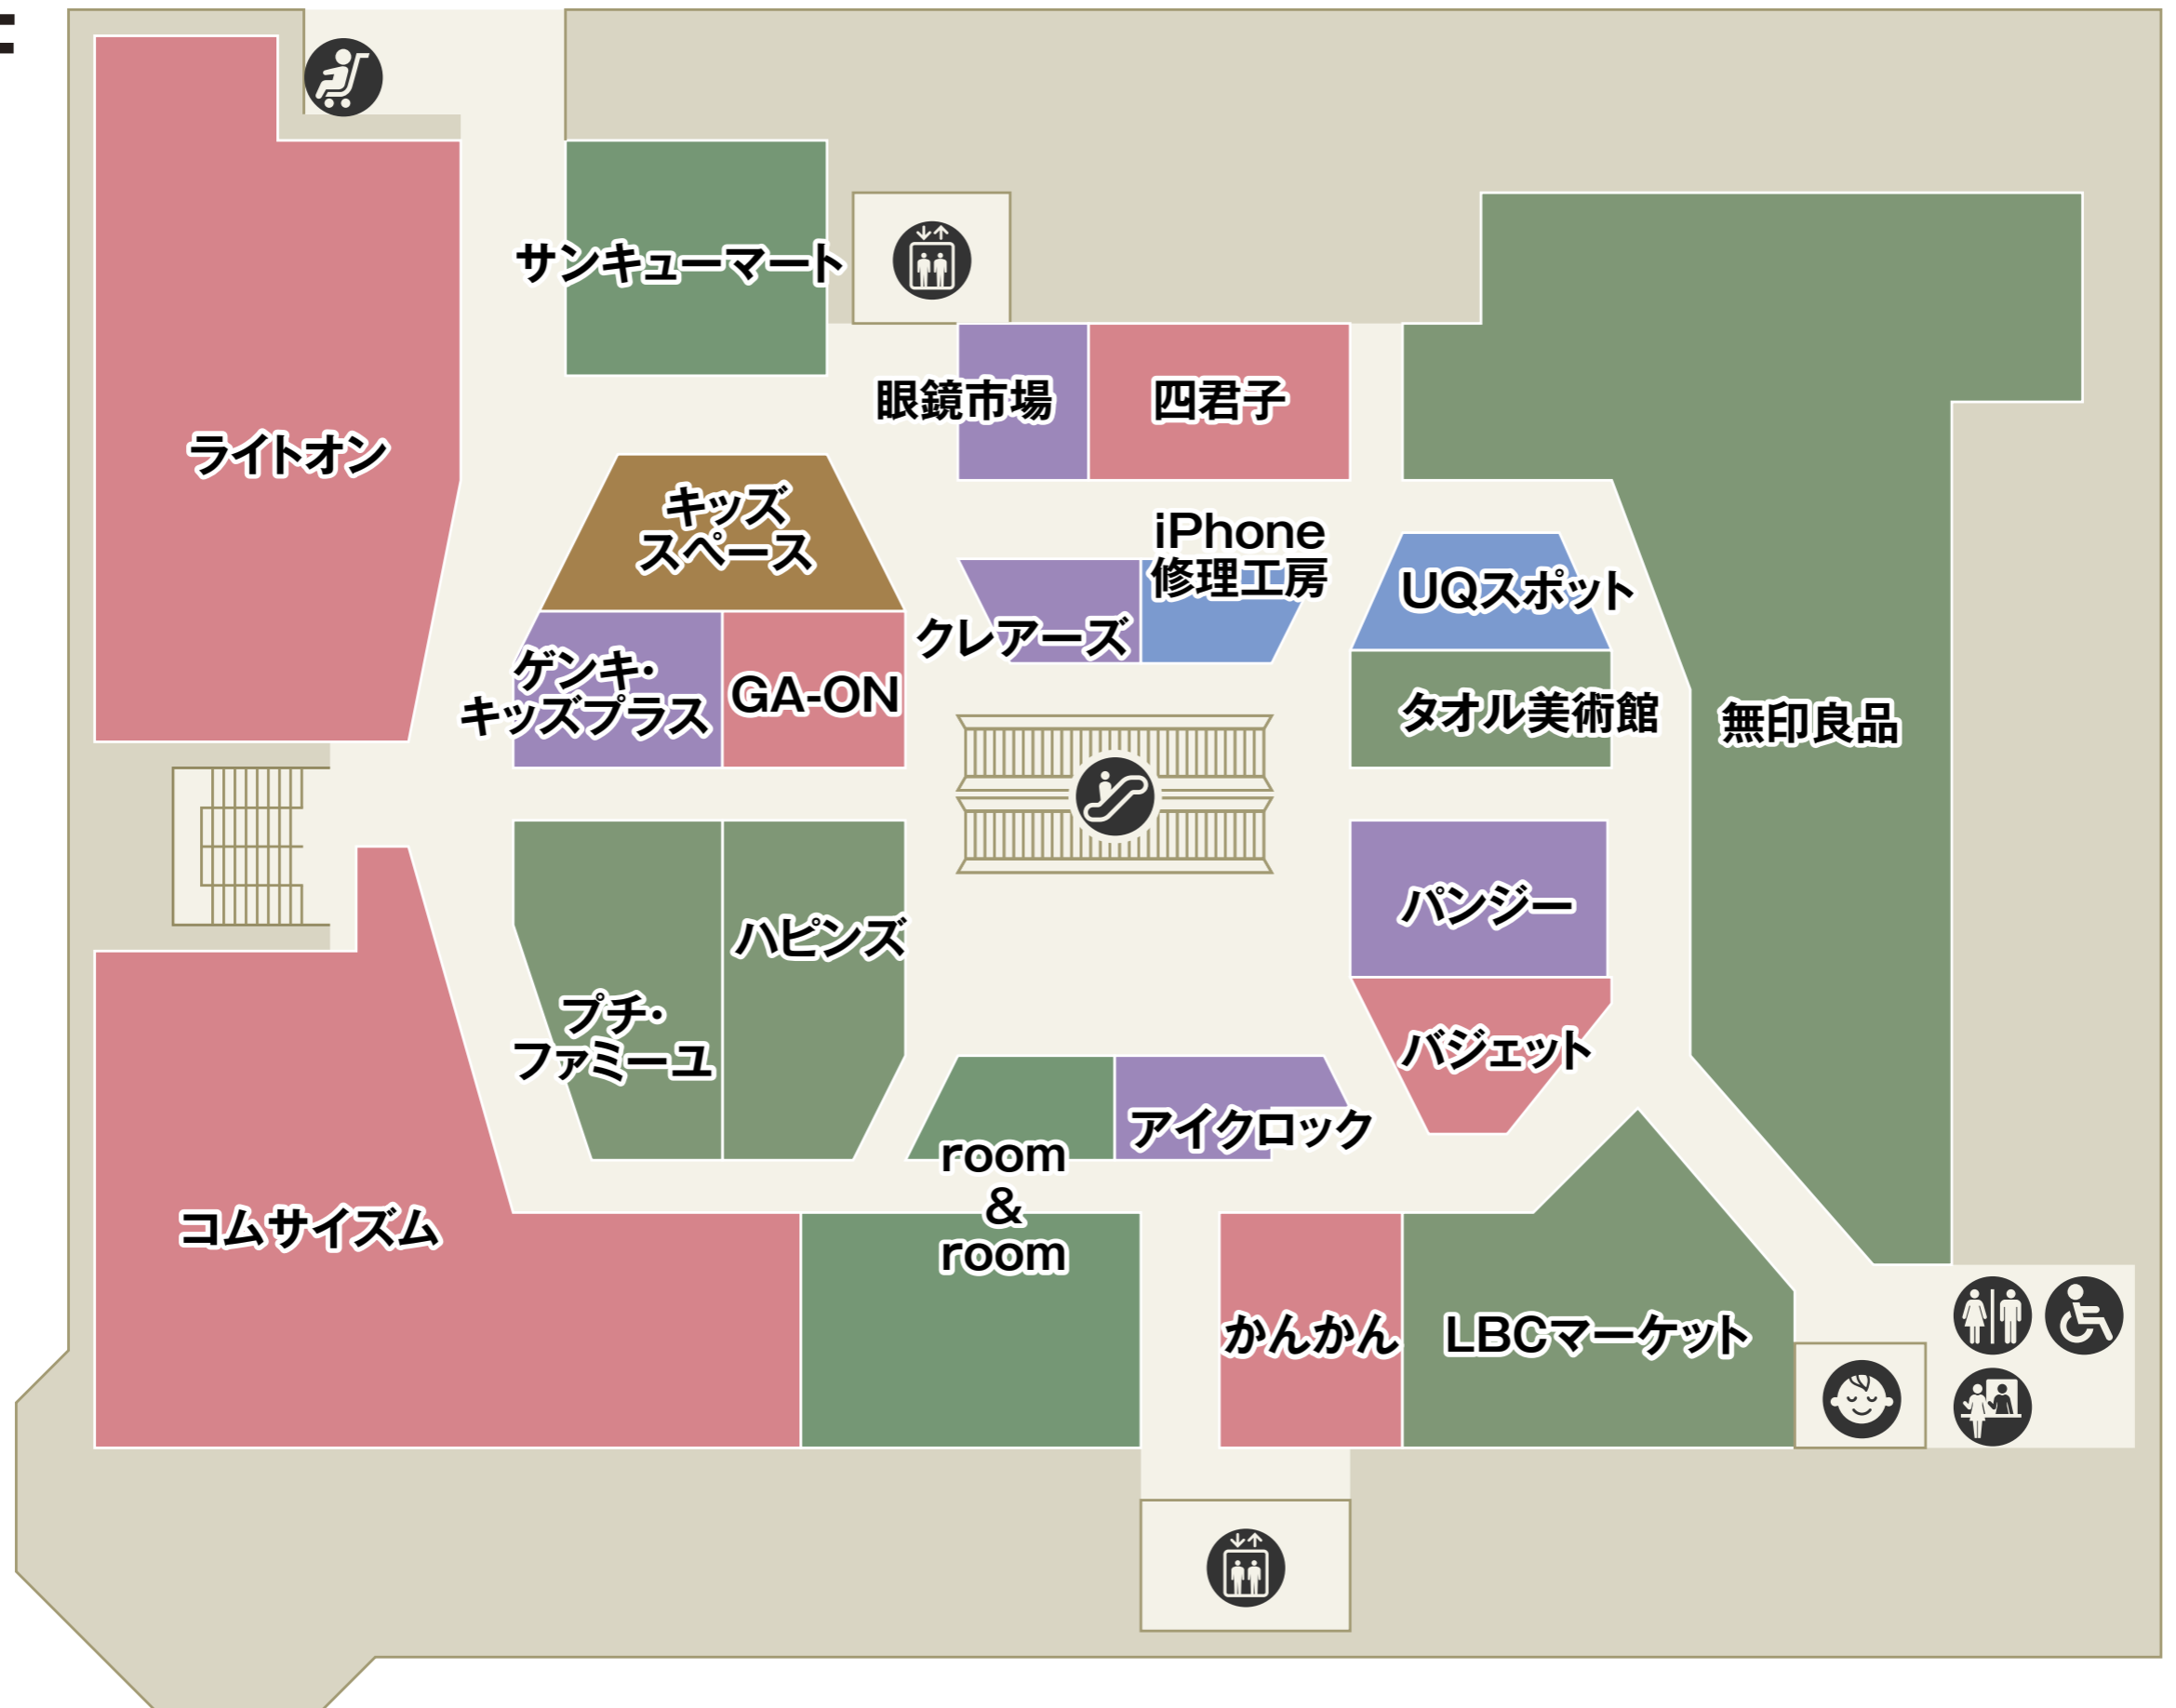 サンキューマート
眼鏡市場
四君子
ライトオン
キッズ
スペース
iPhone
修理工房
UQスポット
クレアーズ
ゲンキ・
キッズプラス
GA-ON
タオル美術館
無印良品
パンジー
ハピンズ
プチ・
ファミーユ
バジェット
アイクロック
room
&
room
コムサイズム
かんかん
LBCマーケット